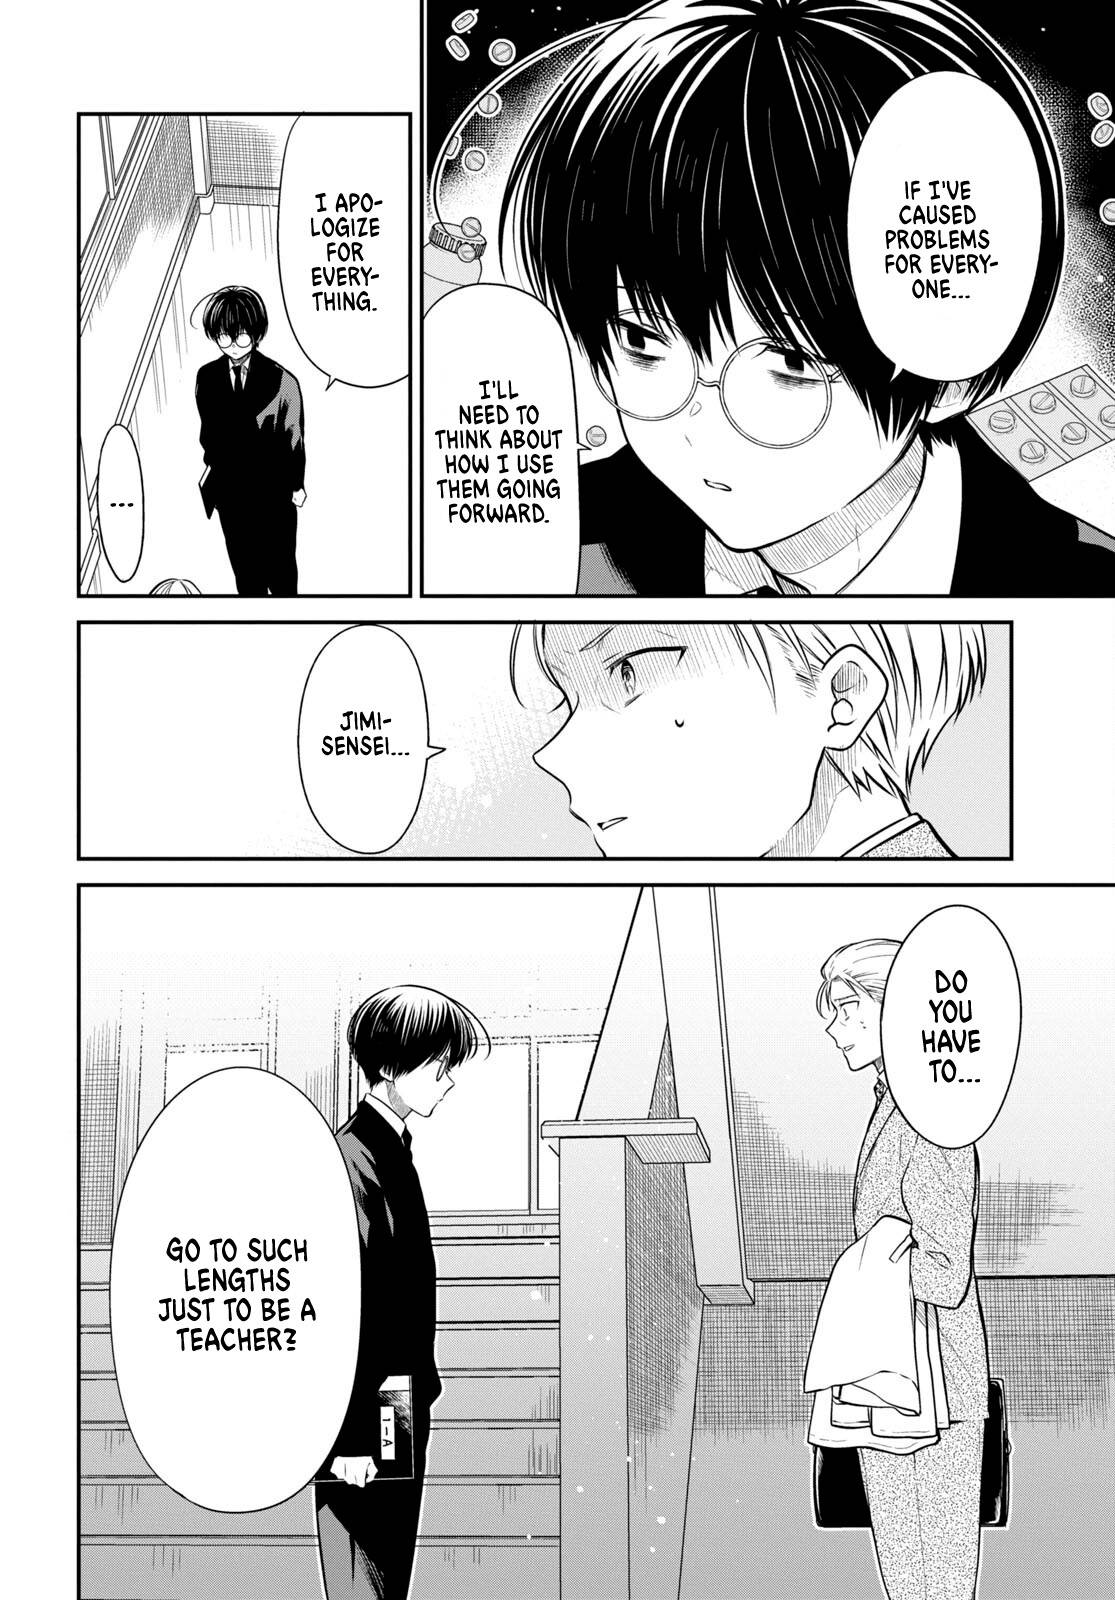 IF I'VE
CAUSED
PROBLEMS
FOR EVERY-
ONE...
I'LL
NEED TO
THINK ABOUT
HOW I USE
THEM GOING
FORWARD.
I APO-
LOGIZE
FOR
EVERY-
THING.
...
JIMI-
SENSEI...
DO
YOU
HAVE
TO...
GO TO SUCH
LENGTHS
JUST TO BE A
TEACHER?
1-A